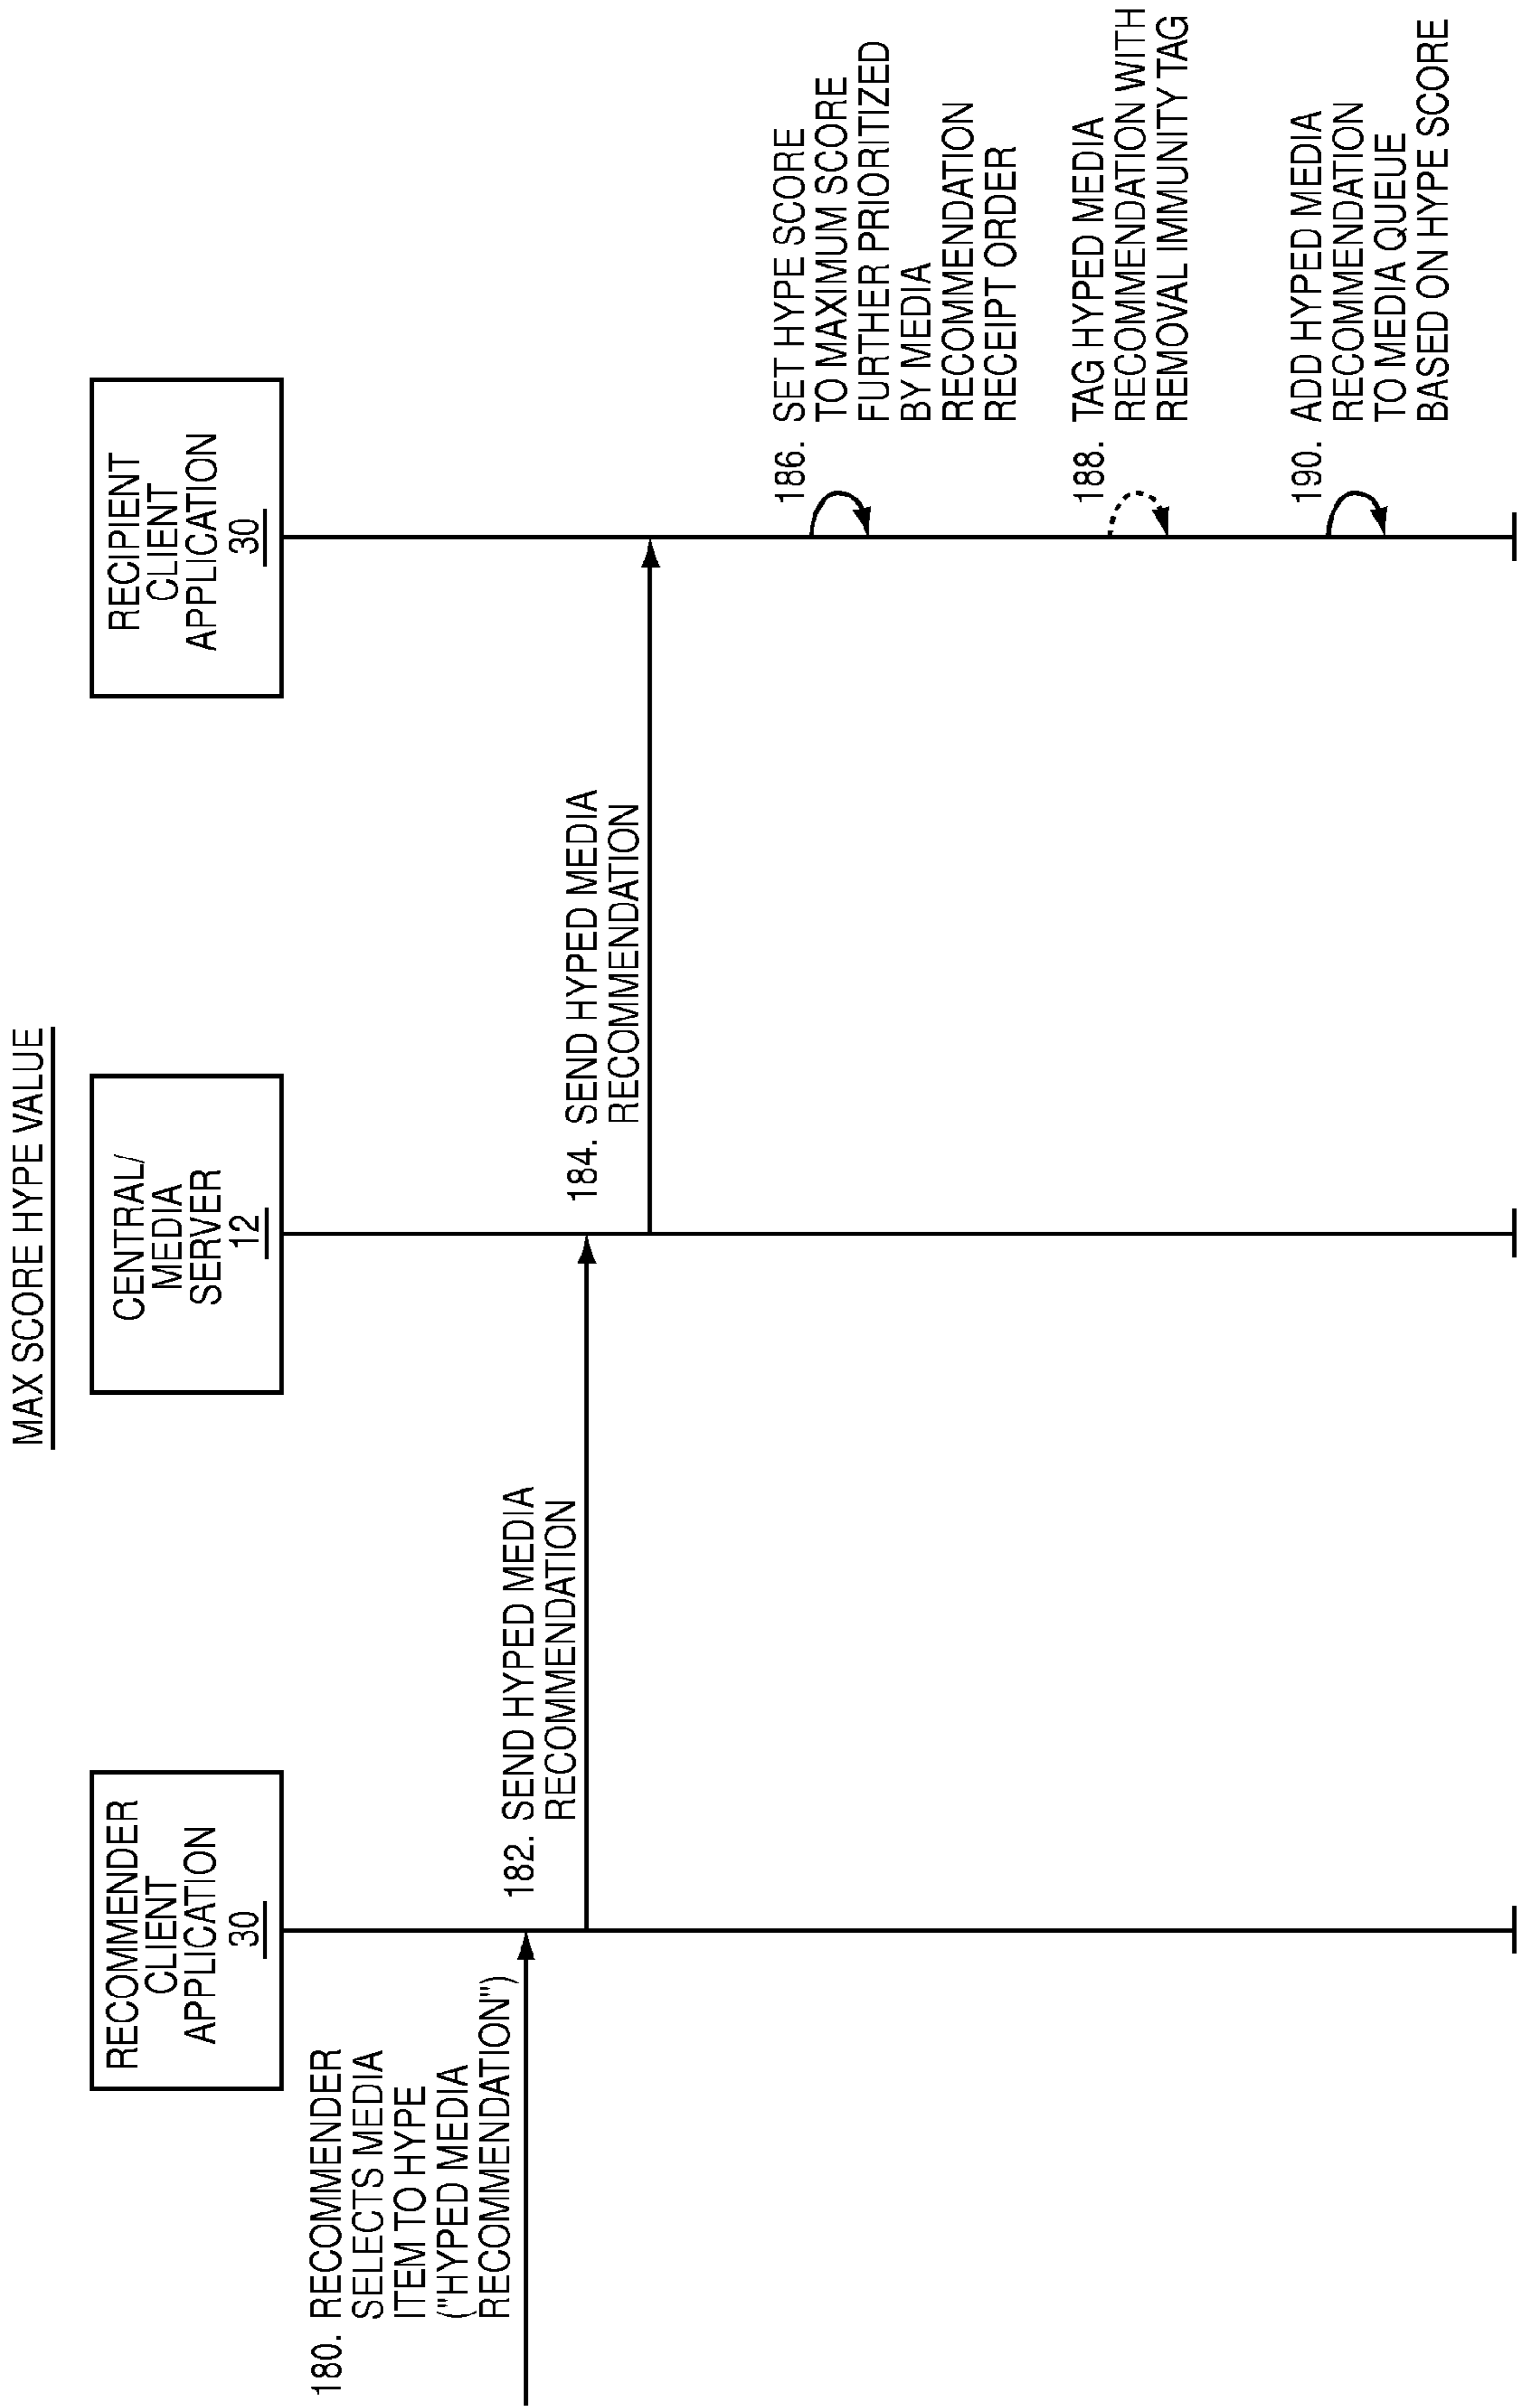 MAX SCORE HYPE VALUE
RECOMMENDER
CLIENT
APPLICATION
30
CENTRAL/
MEDIA
SERVER
12
RECIPIENT
CLIENT
APPLICATION
30
180. RECOMMENDER
SELECTS MEDIA
ITEM TO HYPE
("HYPED MEDIA
RECOMMENDATION")
182. SEND HYPED MEDIA
RECOMMENDATION
184. SEND HYPED MEDIA
RECOMMENDATION
186. SET HYPE SCORE
TO MAXIMUM SCORE
FURTHER PRIORITIZED
BY MEDIA
RECOMMENDATION
RECEIPT ORDER
188. TAG HYPED MEDIA
RECOMMENDATION WITH
REMOVAL IMMUNITY TAG
190. ADD HYPED MEDIA
RECOMMENDATION
TO MEDIA QUEUE
BASED ON HYPE SCORE